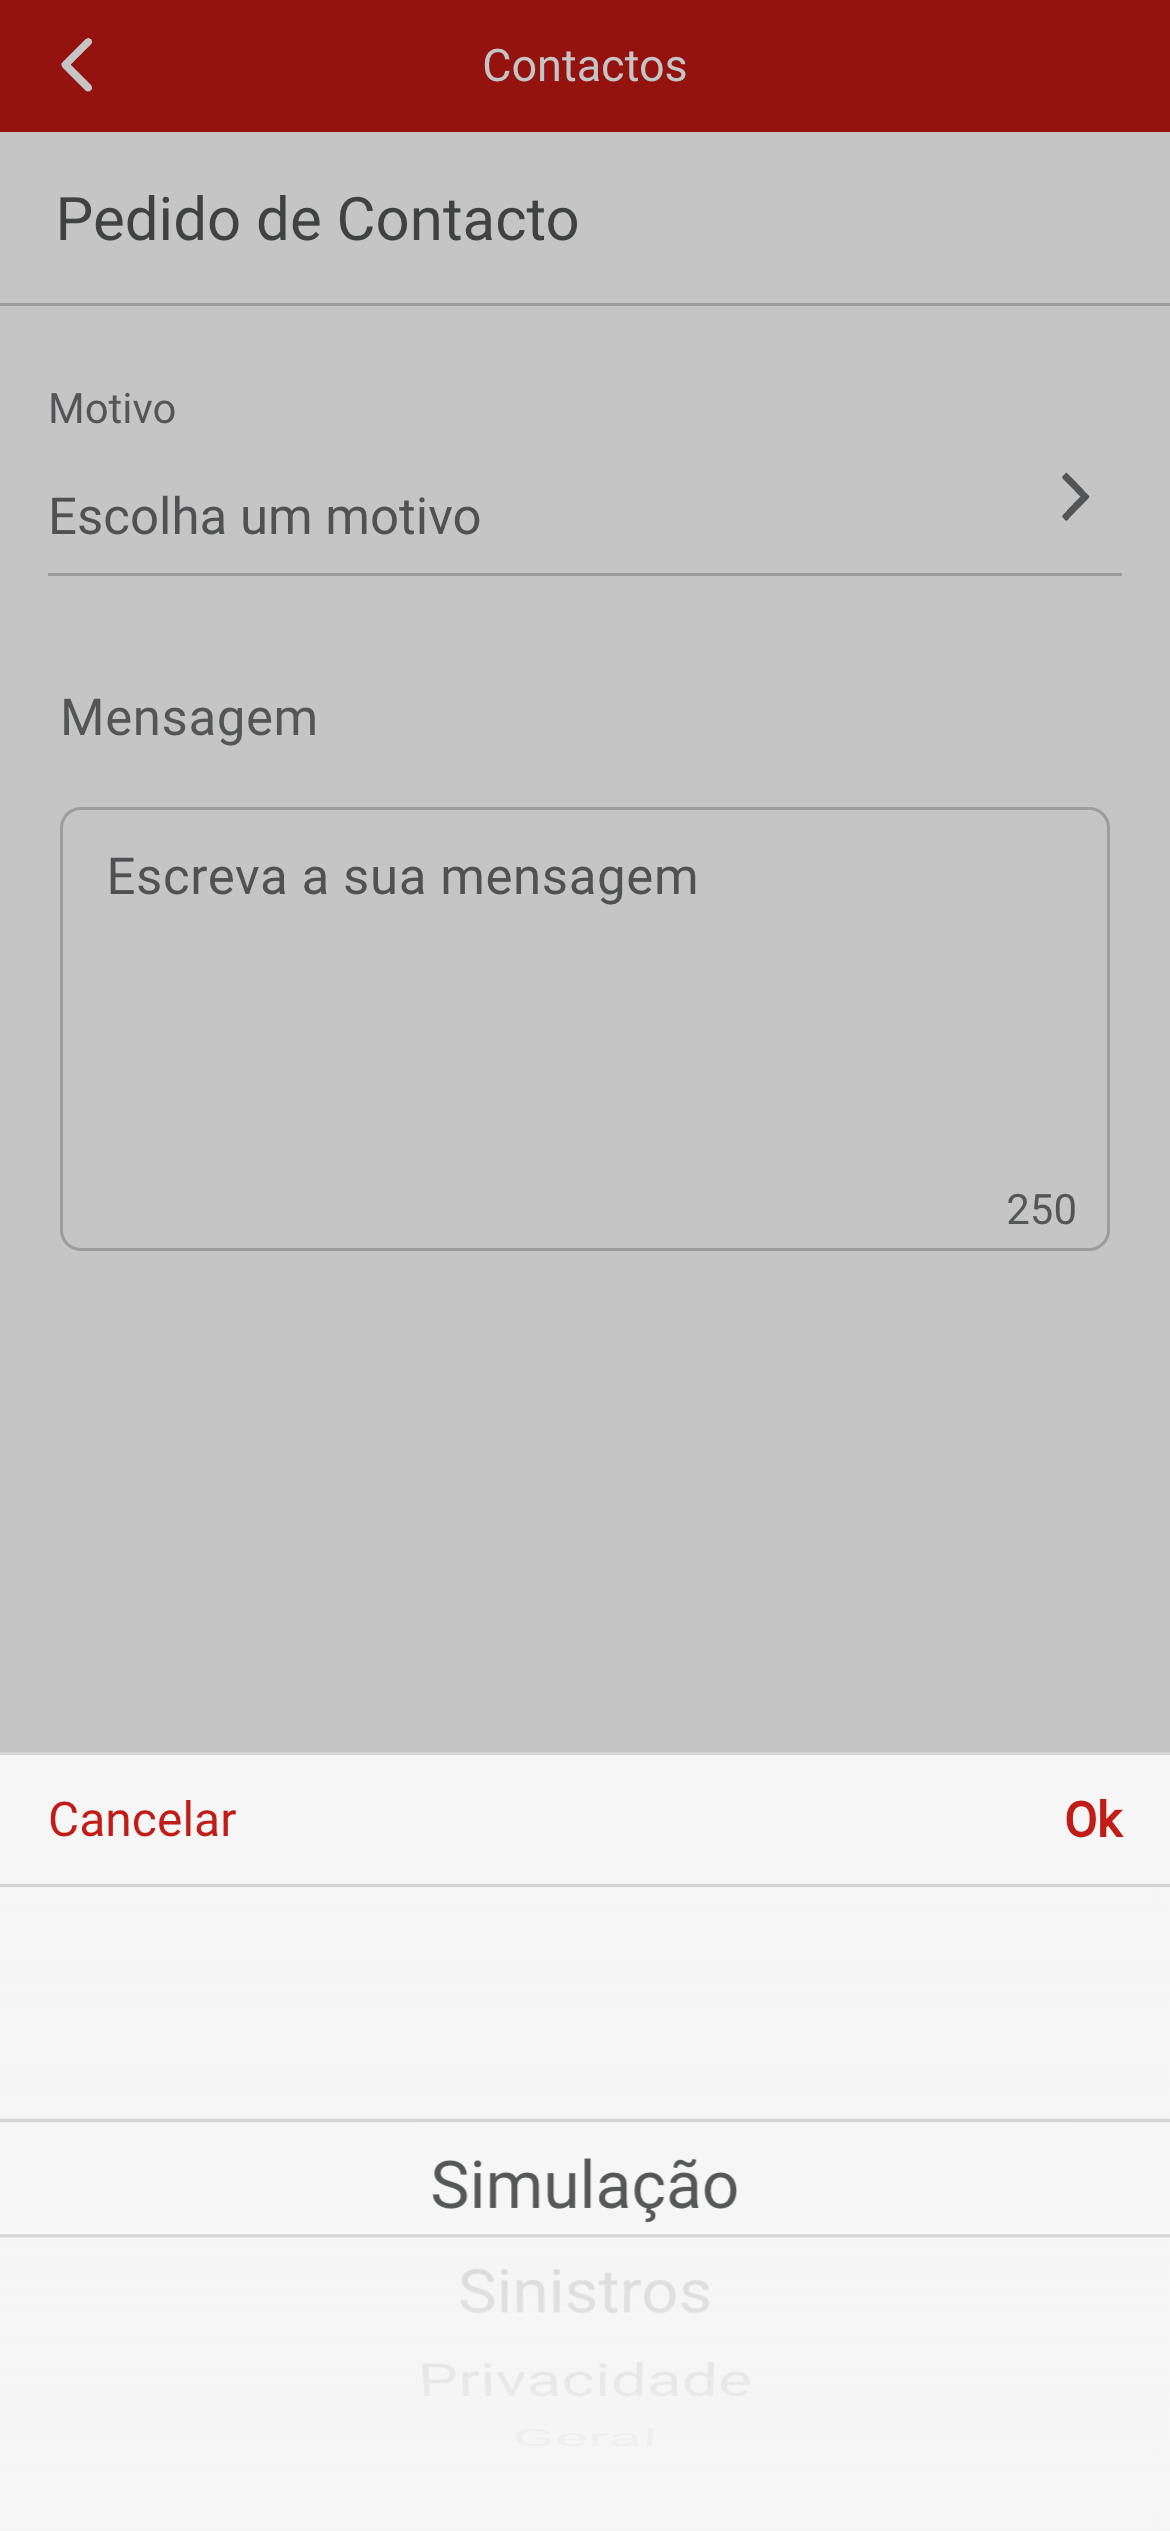 Contactos
Pedido de Contacto
Motivo
Escolha um motivo
Mensagem
Escreva a sua mensagem
250
Cancelar
Ok
Simulação
Sinistros
Privacidade
Geral